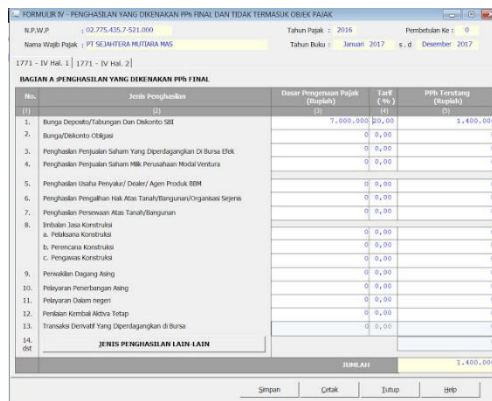 FORMULIR IV - PENGHASILAN YANG DIKENAKAN PPh FINAL DAN TIDAK TERMASUK OBJEK PAJAK
N.P.W.P : 02.775.435.7-521.000 Tahun Pajak : 2016 Pembetulan Ke : 0
Nama Wajib Pajak : PT SEJAHTERA MUTIARA MAS Tahun Buku : Januari 2017 s . d Desember 2017
1771 - IV Hal. 1 1771 - IV Hal. 2
BAGIAN A :PENGHASILAN YANG DIKENAKAN PPh FINAL
No. Jenis Penghasilan Dasar Pengenaan Pajak (Rupiah) Tarif ( % ) PPh Terutang (Rupiah)
(1) (2) (3) (4) (5)
1. Bunga Deposito/Tabungan Dan Diskonto SBI 7.000.000 20,00 1.400.00
2. Bunga/Diskonto Obligasi 0 0,00
3. Penghasilan Penjualan Saham Yang Diperdagangkan Di Bursa Efek 0 0,00
4. Penghasilan Penjualan Saham Milik Perusahaan Modal Ventura 0 0,00
5. Penghasilan Usaha Penyalur/ Dealer/ Agen Produk BBM 0 0,00
6. Penghasilan Pengalihan Hak Atas Tanah/Bangunan/Organisasi Sejenis 0 0,00
7. Penghasilan Persewaan Atas Tanah/Bangunan 0 0,00
8. Imbalan Jasa Konstruksi
a. Pelaksana Konstruksi 0 0,00
b. Perencana Konstruksi 0 0,00
c. Pengawas Konstruksi 0 0,00
9. Perwakilan Dagang Asing 0 0,00
10. Pelayaran Penerbangan Asing 0 0,00
11. Pelayaran Dalam negeri 0 0,00
12. Penilaian Kembali Aktiva Tetap 0 0,00
13. Transaksi Derivatif Yang Diperdagangkan di Bursa 0 0,00
14. dst JENIS PENGHASILAN LAIN-LAIN
JUMLAH 1.400.00
Simpan Cetak Tutup Help